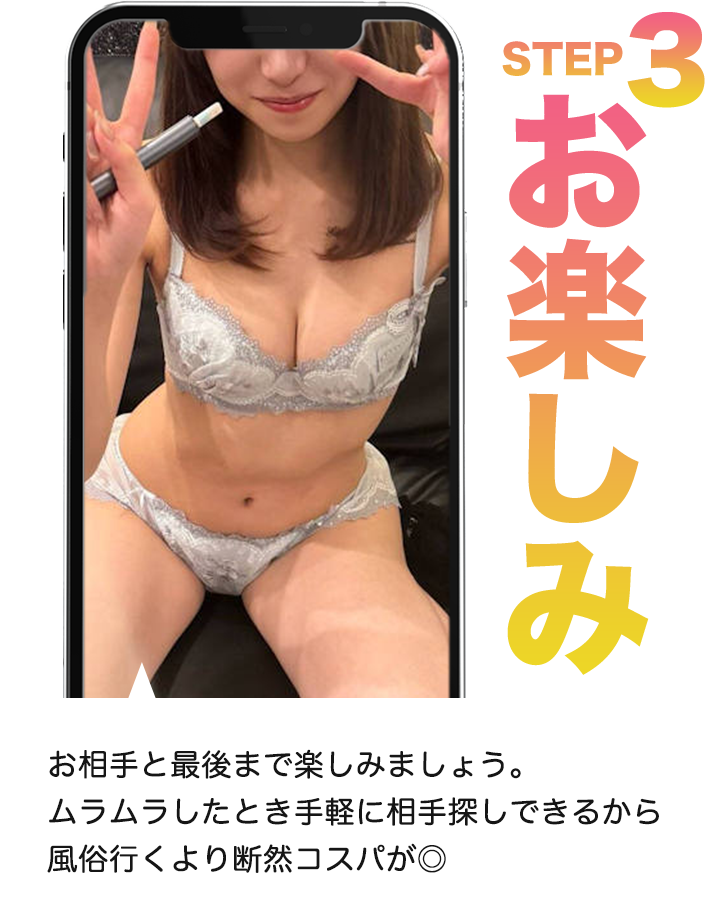 STEP3
お楽しみ
お相手と最後まで楽しみましょう。
ムラムラしたとき手軽に相手探しできるから
風俗行くより断然コスパが◎